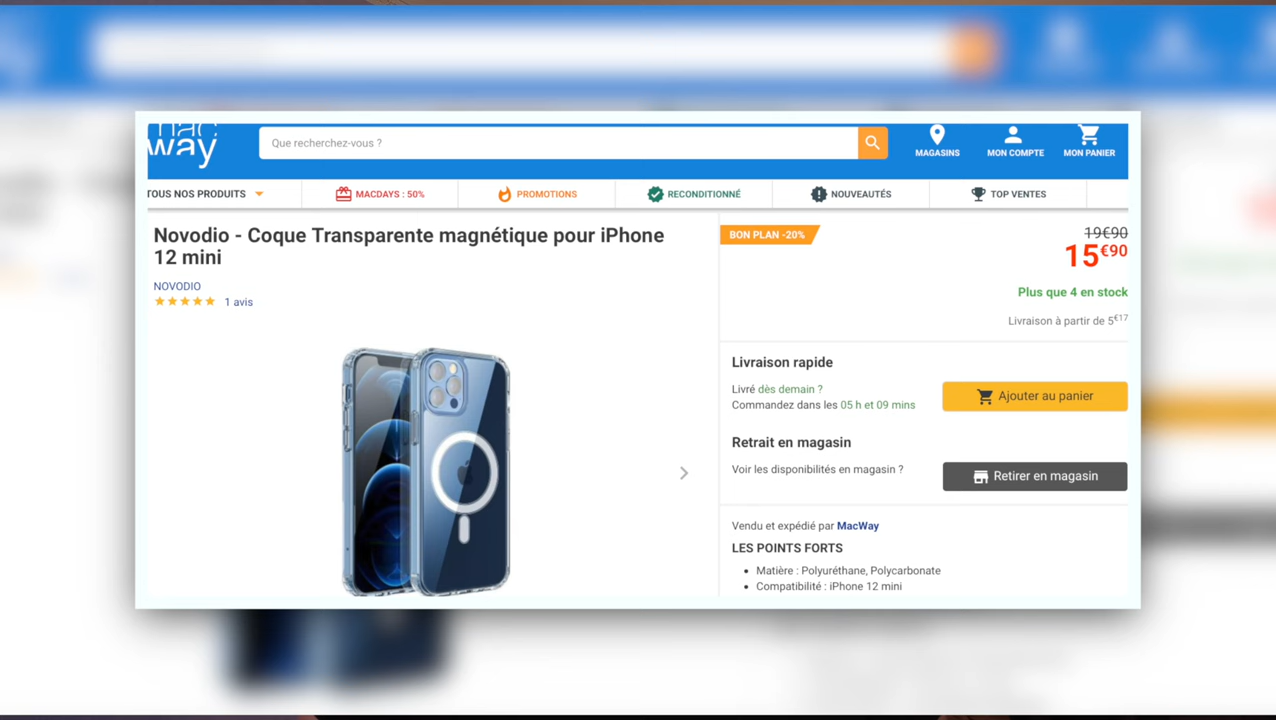 mac
way
Que recherchez-vous ?
MAGASINS
MON COMPTE
MON PANIER
TOUS NOS PRODUITS
MACDAYS : 50%
PROMOTIONS
RECONDITIONNÉ
NOUVEAUTÉS
TOP VENTES
Novodio - Coque Transparente magnétique pour iPhone
12 mini
NOVODIO
1 avis
BON PLAN -20%
19€90
15€90
Plus que 4 en stock
Livraison à partir de 5€17
Livraison rapide
Livré dès demain ?
Commandez dans les 05 h et 09 mins
Ajouter au panier
Retrait en magasin
Voir les disponibilités en magasin ?
Retirer en magasin
Vendu et expédié par MacWay
LES POINTS FORTS
• Matière : Polyuréthane, Polycarbonate
• Compatibilité : iPhone 12 mini